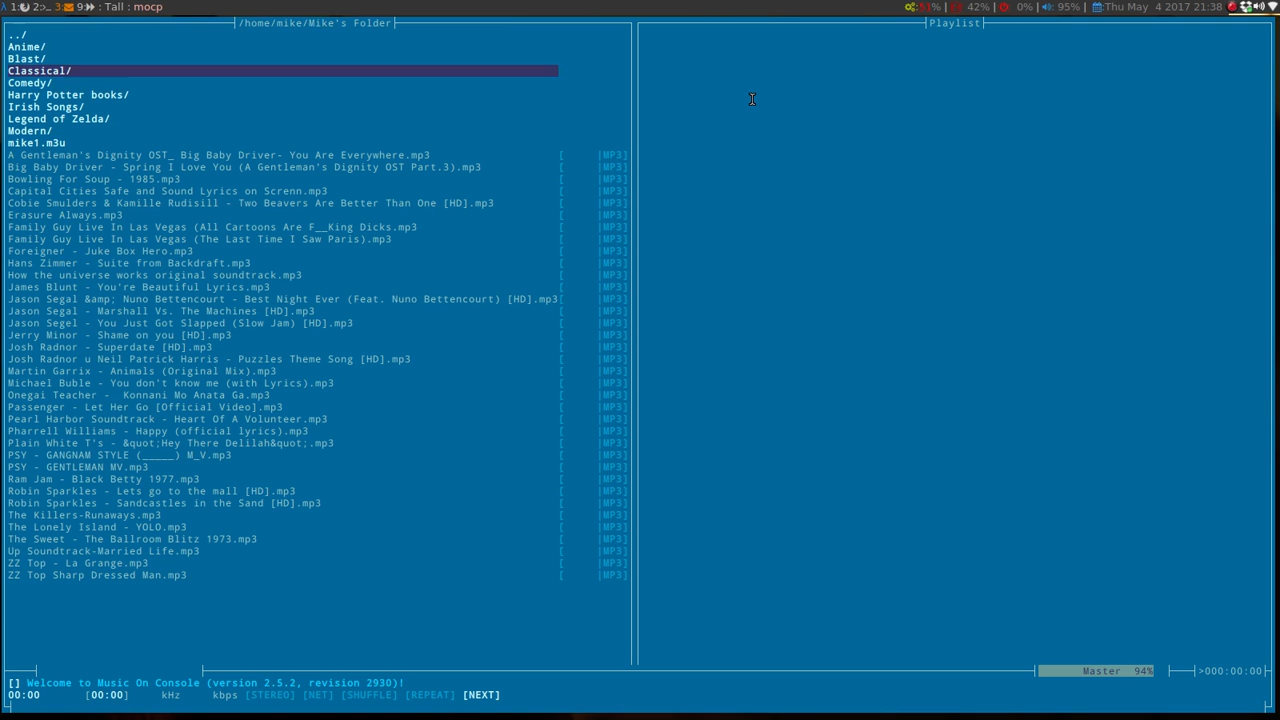 λ 1: 2:>_ 3: 9: : Tall : mocp 51% 42% 0% : 95% Thu May 4 2017 21:38
/home/mike/Mike's Folder Playlist
../
Anime/
Blast/
Classical/
Comedy/
Harry Potter books/
Irish Songs/
Legend of Zelda/
Modern/
mike1.m3u
A Gentleman's Dignity OST_ Big Baby Driver- You Are Everywhere.mp3 [ |MP3]
Big Baby Driver - Spring I Love You (A Gentleman's Dignity OST Part.3).mp3 [ |MP3]
Bowling For Soup - 1985.mp3 [ |MP3]
Capital Cities Safe and Sound Lyrics on Screnn.mp3 [ |MP3]
Cobie Smulders & Kamille Rudisill - Two Beavers Are Better Than One [HD].mp3 [ |MP3]
Erasure Always.mp3 [ |MP3]
Family Guy Live In Las Vegas (All Cartoons Are F__King Dicks.mp3 [ |MP3]
Family Guy Live In Las Vegas (The Last Time I Saw Paris).mp3 [ |MP3]
Foreigner - Juke Box Hero.mp3 [ |MP3]
Hans Zimmer - Suite from Backdraft.mp3 [ |MP3]
How the universe works original soundtrack.mp3 [ |MP3]
James Blunt - You're Beautiful Lyrics.mp3 [ |MP3]
Jason Segal &amp; Nuno Bettencourt - Best Night Ever (Feat. Nuno Bettencourt) [HD].mp3[ |MP3]
Jason Segal - Marshall Vs. The Machines [HD].mp3 [ |MP3]
Jason Segel - You Just Got Slapped (Slow Jam) [HD].mp3 [ |MP3]
Jerry Minor - Shame on you [HD].mp3 [ |MP3]
Josh Radnor - Superdate [HD].mp3 [ |MP3]
Josh Radnor u Neil Patrick Harris - Puzzles Theme Song [HD].mp3 [ |MP3]
Martin Garrix - Animals (Original Mix).mp3 [ |MP3]
Michael Buble - You don't know me (with Lyrics).mp3 [ |MP3]
Onegai Teacher -  Konnani Mo Anata Ga.mp3 [ |MP3]
Passenger - Let Her Go [Official Video].mp3 [ |MP3]
Pearl Harbor Soundtrack - Heart Of A Volunteer.mp3 [ |MP3]
Pharrell Williams - Happy (official lyrics).mp3 [ |MP3]
Plain White T's - &quot;Hey There Delilah&quot;.mp3 [ |MP3]
PSY - GANGNAM STYLE (_____) M_V.mp3 [ |MP3]
PSY - GENTLEMAN MV.mp3 [ |MP3]
Ram Jam - Black Betty 1977.mp3 [ |MP3]
Robin Sparkles - Lets go to the mall [HD].mp3 [ |MP3]
Robin Sparkles - Sandcastles in the Sand [HD].mp3 [ |MP3]
The Killers-Runaways.mp3 [ |MP3]
The Lonely Island - YOLO.mp3 [ |MP3]
The Sweet - The Ballroom Blitz 1973.mp3 [ |MP3]
Up Soundtrack-Married Life.mp3 [ |MP3]
ZZ Top - La Grange.mp3 [ |MP3]
ZZ Top Sharp Dressed Man.mp3 [ |MP3]
Master 94% >000:00:00
[] Welcome to Music On Console (version 2.5.2, revision 2930)!
00:00 [00:00] kHz kbps [STEREO] [NET] [SHUFFLE] [REPEAT] [NEXT]